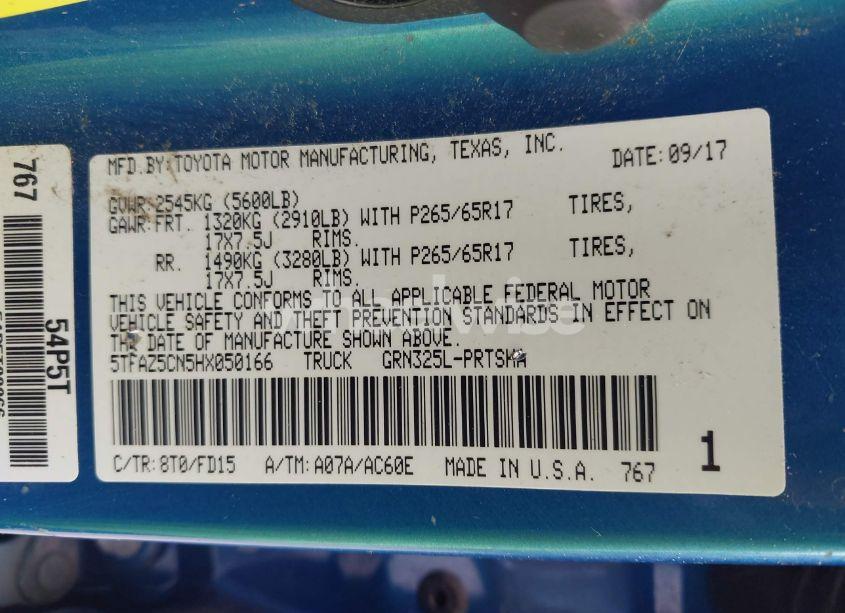 767
54P5T
MFD.BY:TOYOTA MOTOR MANUFACTURING, TEXAS, INC. DATE:09/17
GVWR:2545KG (5600LB)
GAWR:FRT. 1320KG (2910LB) WITH P265/65R17 TIRES,
17X7.5J RIMS.
RR. 1490KG (3280LB) WITH P265/65R17 TIRES,
17X7.5J RIMS.
THIS VEHICLE CONFORMS TO ALL APPLICABLE FEDERAL MOTOR
VEHICLE SAFETY AND THEFT PREVENTION STANDARDS IN EFFECT ON
THE DATE OF MANUFACTURE SHOWN ABOVE.
5TFAZ5CN5HX050166 TRUCK GRN325L-PRTSKA
C/TR:8T0/FD15 A/TM:A07A/AC60E MADE IN U.S.A. 767
1